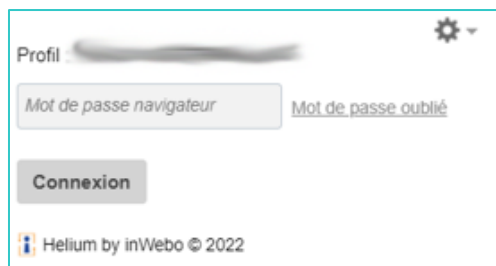 Profil :
Mot de passe navigateur
Mot de passe oublié
Connexion
Helium by inWebo © 2022